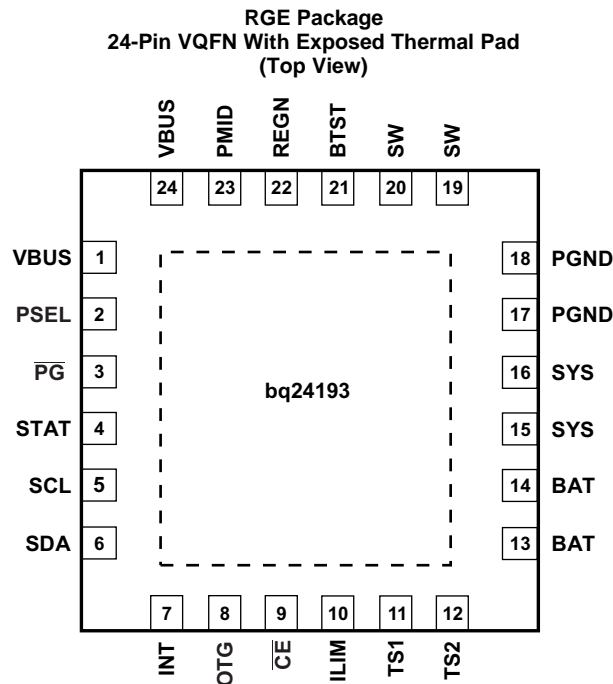 RGE Package
24-Pin VQFN With Exposed Thermal Pad
(Top View)
VBUS PMID REGN BTST SW SW
24 23 22 21 20 19
VBUS 1 18 PGND
PSEL 2 17 PGND
P̅G̅ 3 16 SYS
bq24193
STAT 4 15 SYS
SCL 5 14 BAT
SDA 6 13 BAT
7 8 9 10 11 12
INT OTG C̅E̅ ILIM TS1 TS2